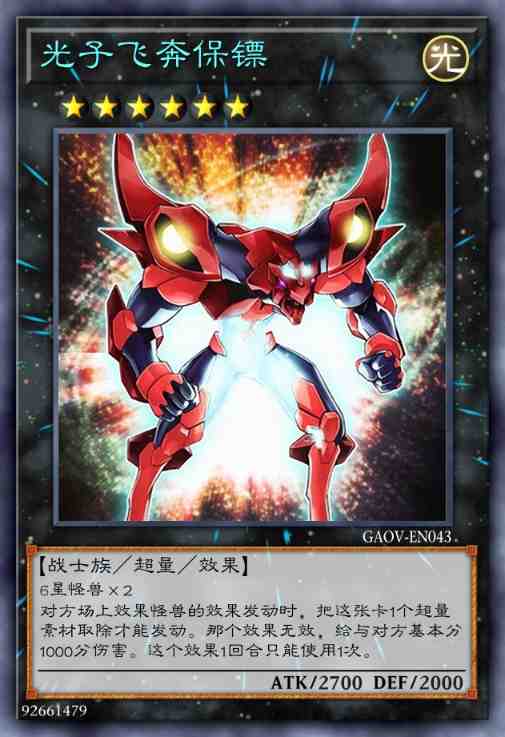 光子飞奔保镖
光
GAOV-EN043
【战士族／超量／效果】
6星怪兽×2
对方场上效果怪兽的效果发动时，把这张卡1个超量
素材取除才能发动。那个效果无效，给与对方基本分
1000分伤害。这个效果1回合只能使用1次。
ATK/2700 DEF/2000
92661479